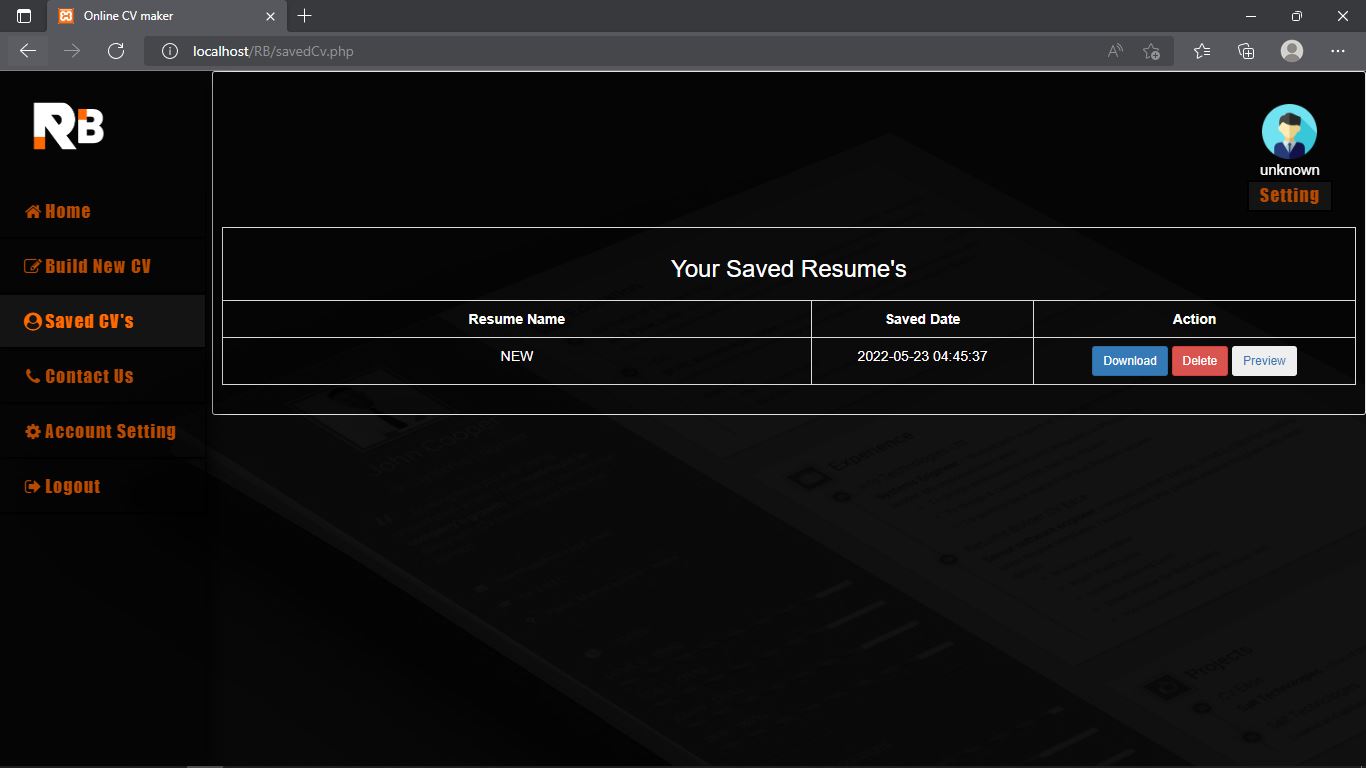 Online CV maker
localhost/RB/savedCv.php
RB
unknown
Setting
Home
Build New CV
Saved CV's
Contact Us
Account Setting
Logout
Your Saved Resume's
Resume Name Saved Date Action
NEW 2022-05-23 04:45:37 Download Delete Preview
John Cooper
Experience
Projects